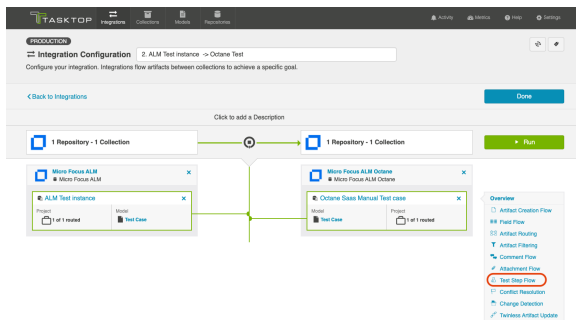 TASKTOP
Integrations
Collections
Models
Repositories
Activity
Metrics
Help
Settings
PRODUCTION
Integration Configuration
2. ALM Test instance -> Octane Test
Configure your integration. Integrations flow artifacts between collections to achieve a specific goal.
Back to Integrations
Done
Click to add a Description
1 Repository - 1 Collection
1 Repository - 1 Collection
Run
Micro Focus ALM
Micro Focus ALM
ALM Test instance
Project
1 of 1 routed
Model
Test Case
Micro Focus ALM Octane
Micro Focus ALM Octane
Octane Saas Manual Test case
Model
Test Case
Project
1 of 1 routed
Overview
Artifact Creation Flow
Field Flow
Artifact Routing
Artifact Filtering
Comment Flow
Attachment Flow
Test Step Flow
Conflict Resolution
Change Detection
Twinless Artifact Update